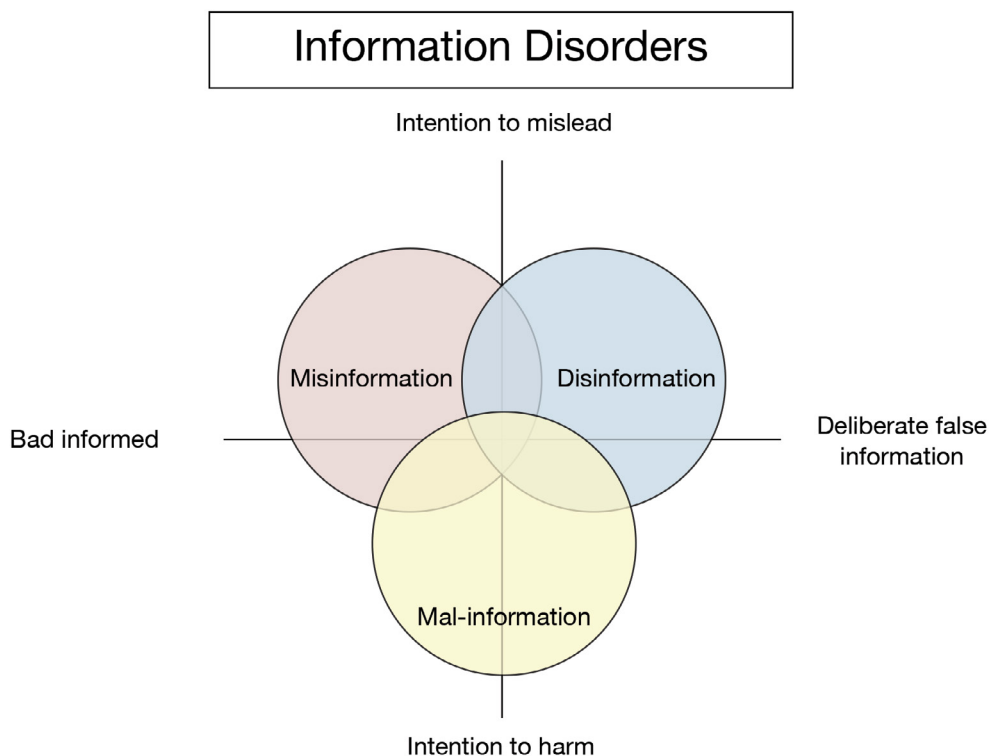 Information Disorders
Intention to mislead
Misinformation
Disinformation
Bad informed
Deliberate false
information
Mal-information
Intention to harm